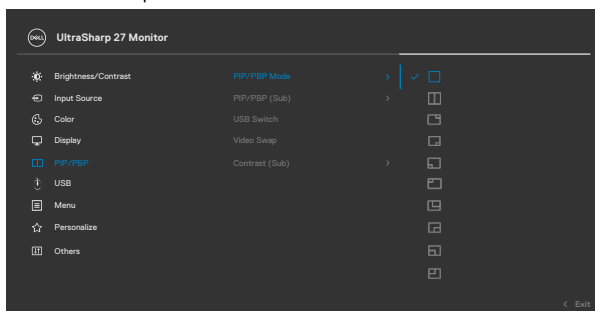 DELL UltraSharp 27 Monitor
Brightness/Contrast PIP/PBP Mode
Input Source PIP/PBP (Sub)
Color USB Switch
Display Video Swap
PIP/PBP Contrast (Sub)
USB
Menu
Personalize
Others
Exit